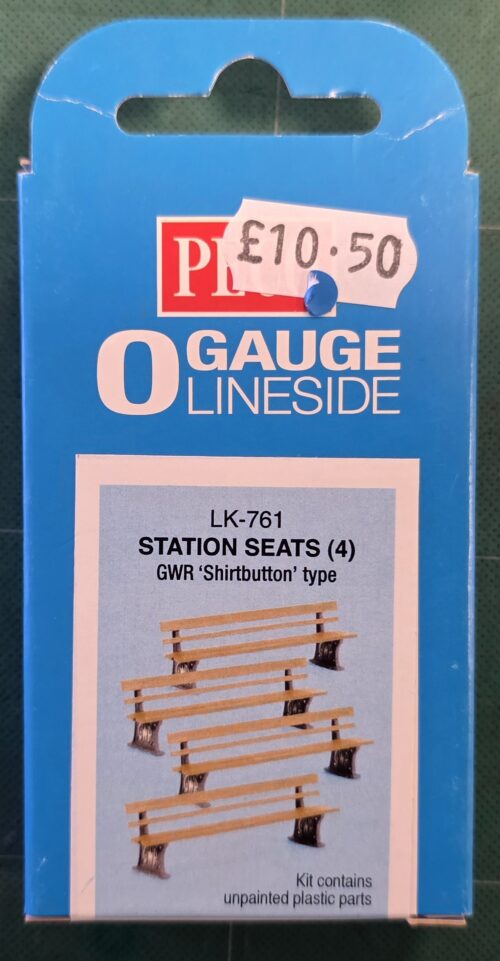 £10.50
O GAUGE
LINESIDE
LK-761
STATION SEATS (4)
GWR ‘Shirtbutton’ type
Kit contains
unpainted plastic parts